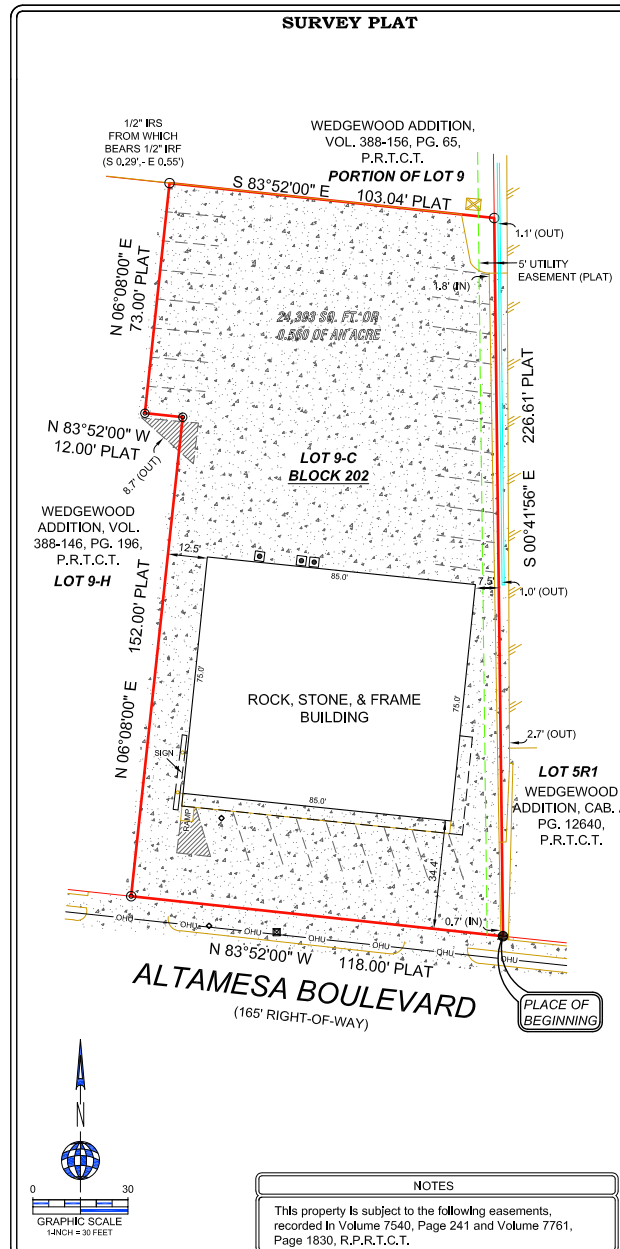 SURVEY PLAT
1/2" IRS
FROM WHICH
BEARS 1/2" IRF
(S 0.29',- E 0.55')
WEDGEWOOD ADDITION,
VOL. 388-156, PG. 65,
P.R.T.C.T.
PORTION OF LOT 9
S 83°52'00" E 103.04' PLAT
1.1' (OUT)
5' UTILITY
EASEMENT (PLAT)
1.8' (IN)
N 06°08'00" E
73.00' PLAT
24,393 SQ. FT. OR
0.560 OF AN ACRE
S 00°41'56" E 226.61' PLAT
N 83°52'00" W
12.00' PLAT
8.7' (OUT)
LOT 9-C
BLOCK 202
WEDGEWOOD
ADDITION, VOL.
388-146, PG. 196,
P.R.T.C.T.
LOT 9-H
N 06°08'00" E 152.00' PLAT
12.5'
85.0'
7.5'
1.0' (OUT)
75.0'
75.0'
ROCK, STONE, & FRAME
BUILDING
2.7' (OUT)
SIGN
LOT 5R1
WEDGEWOOD
ADDITION, CAB.
PG. 12640,
P.R.T.C.T.
85.0'
RAMP
34.4'
0.7' (IN)
OHU OHU OHU OHU OHU OHU OHU
N 83°52'00" W 118.00' PLAT
ALTAMESA BOULEVARD
(165' RIGHT-OF-WAY)
PLACE OF
BEGINNING
N
0 30
GRAPHIC SCALE
1-INCH = 30 FEET
NOTES
This property is subject to the following easements,
recorded in Volume 7540, Page 241 and Volume 7761,
Page 1830, R.P.R.T.C.T.